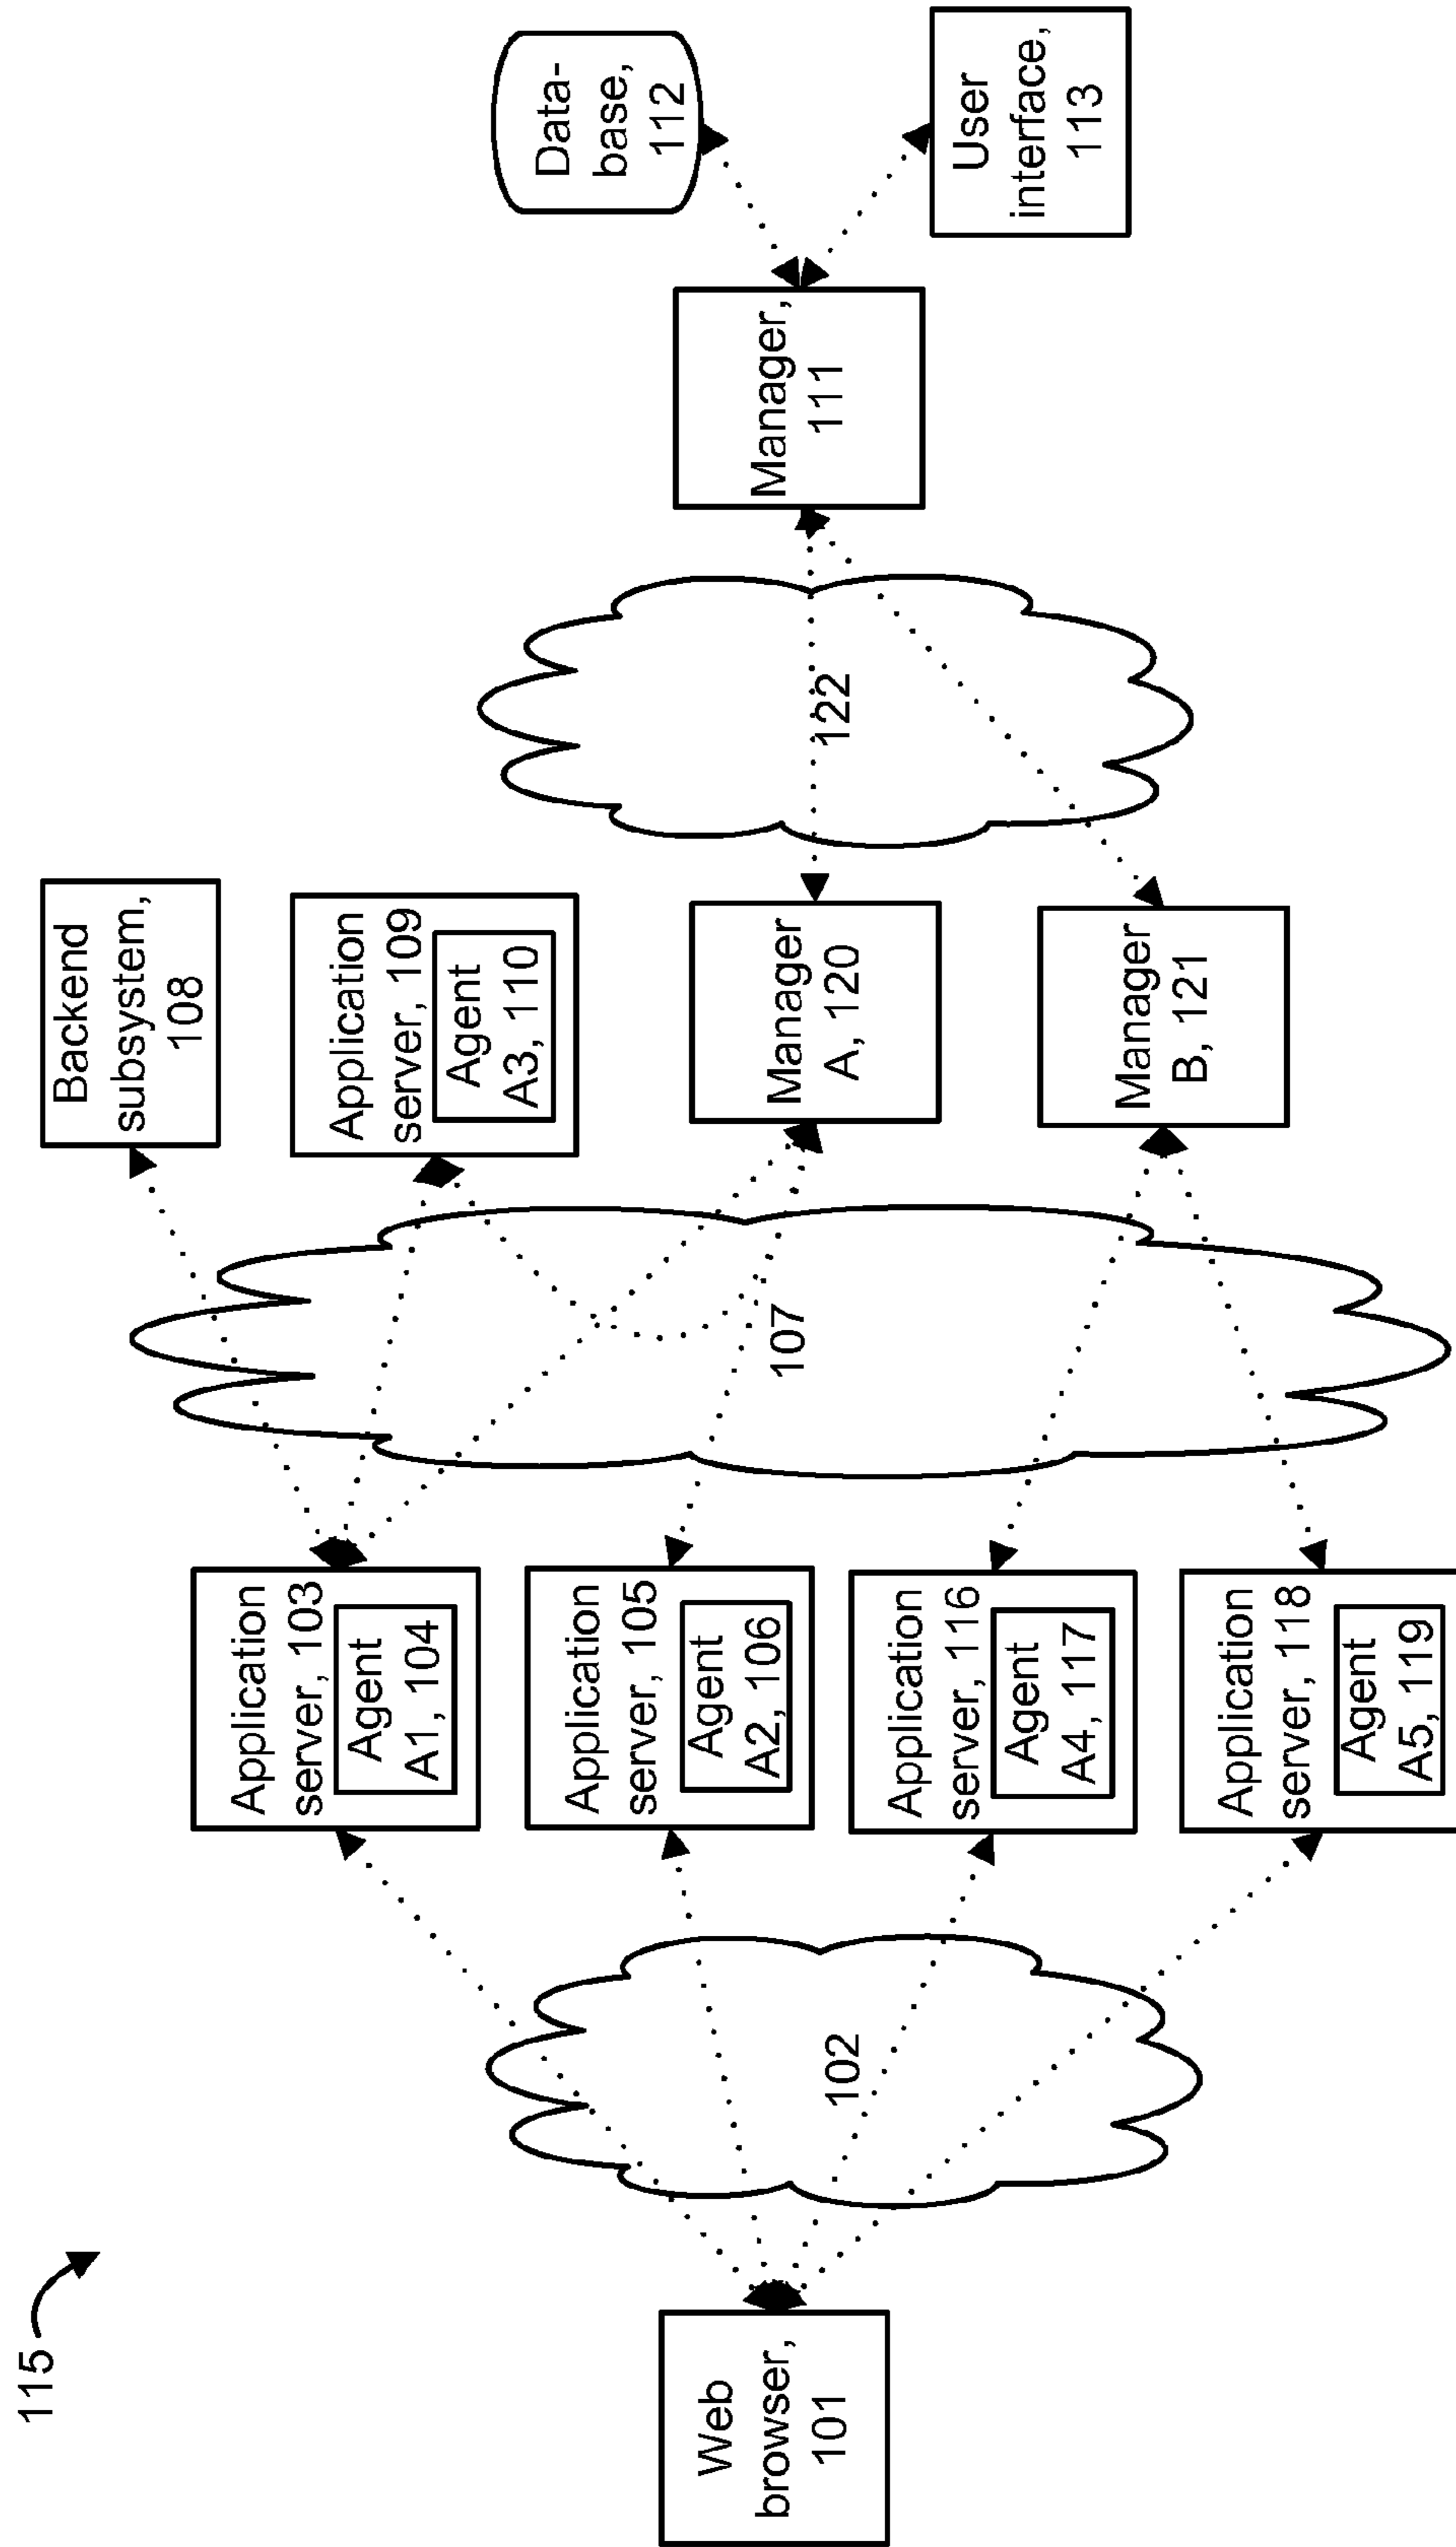 115
Web
browser,
101
102
Application
server, 103
Agent
A1, 104
Application
server, 105
Agent
A2, 106
Application
server, 116
Agent
A4, 117
Application
server, 118
Agent
A5, 119
107
Backend
subsystem,
108
Application
server, 109
Agent
A3, 110
Manager
A, 120
Manager
B, 121
122
Manager,
111
Data-
base,
112
User
interface,
113